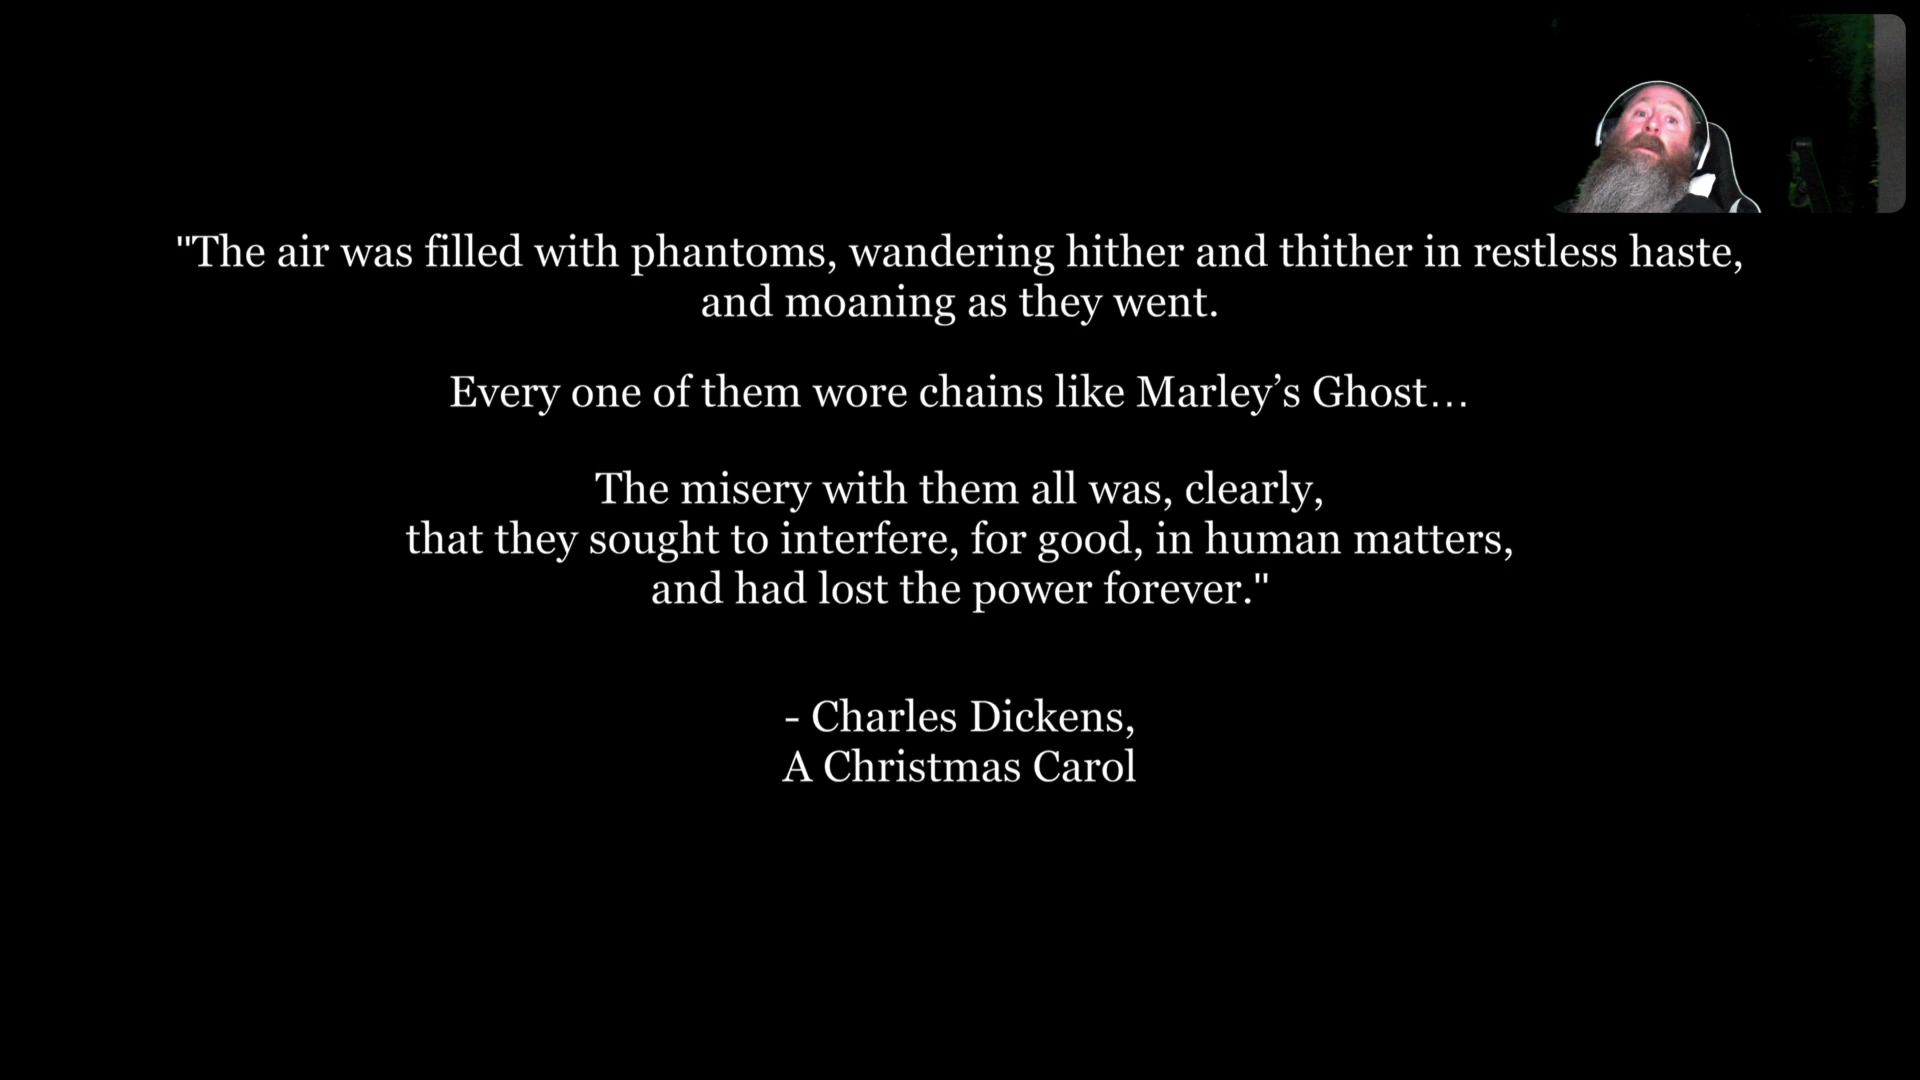 "The air was filled with phantoms, wandering hither and thither in restless haste,
and moaning as they went.
Every one of them wore chains like Marley’s Ghost…
The misery with them all was, clearly,
that they sought to interfere, for good, in human matters,
and had lost the power forever."
- Charles Dickens,
A Christmas Carol